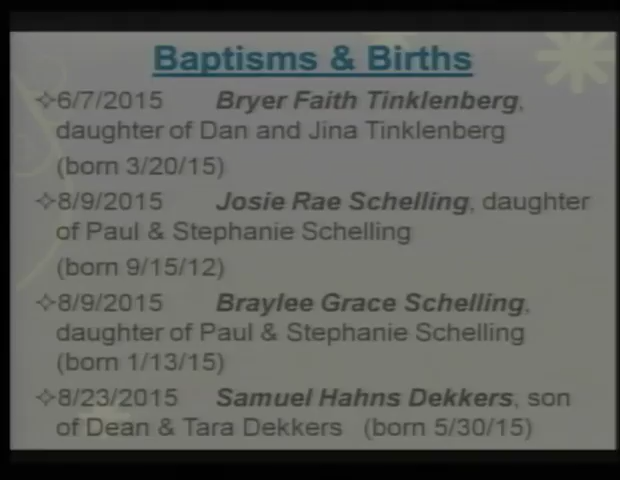 Baptisms & Births
✧6/7/2015 Bryer Faith Tinklenberg,
daughter of Dan and Jina Tinklenberg
(born 3/20/15)
✧8/9/2015 Josie Rae Schelling, daughter
of Paul & Stephanie Schelling
(born 9/15/12)
✧8/9/2015 Braylee Grace Schelling,
daughter of Paul & Stephanie Schelling
(born 1/13/15)
✧8/23/2015 Samuel Hahns Dekkers, son
of Dean & Tara Dekkers (born 5/30/15)